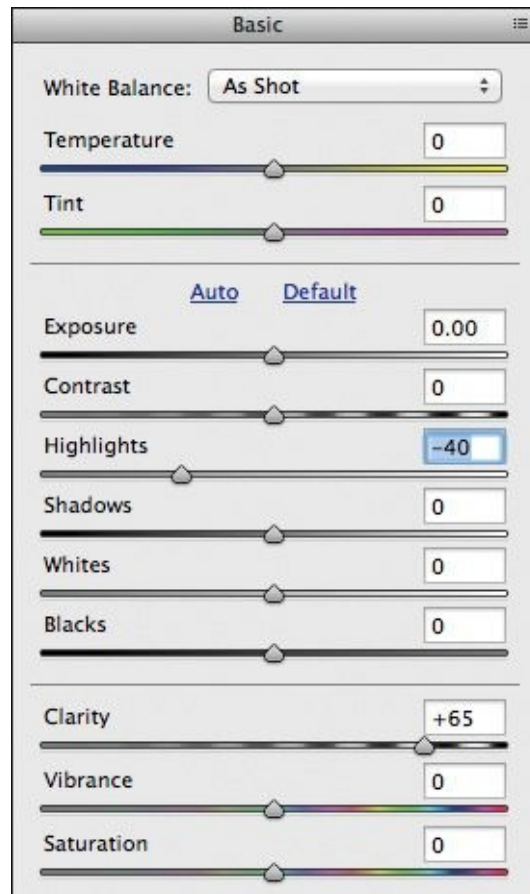 Basic
White Balance: As Shot
Temperature 0
Tint 0
Auto Default
Exposure 0.00
Contrast 0
Highlights -40
Shadows 0
Whites 0
Blacks 0
Clarity +65
Vibrance 0
Saturation 0